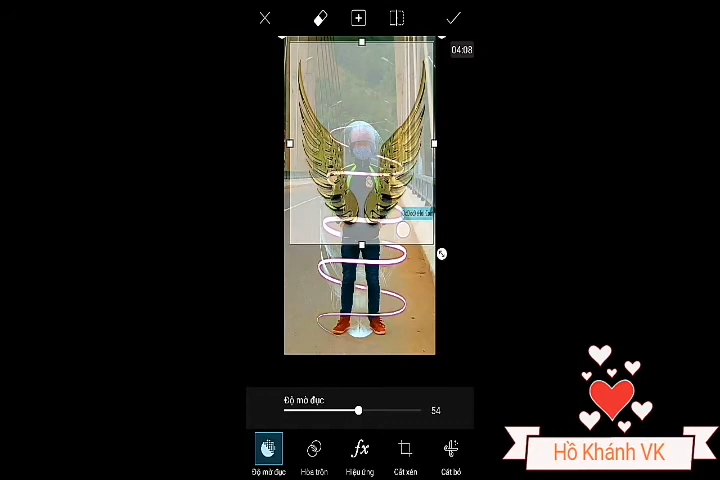 04:08
Độ mờ đục
54
Độ mờ đục
Hòa trộn
fx
Hiệu ứng
Cắt xén
Cắt bỏ
Hồ Khánh VK